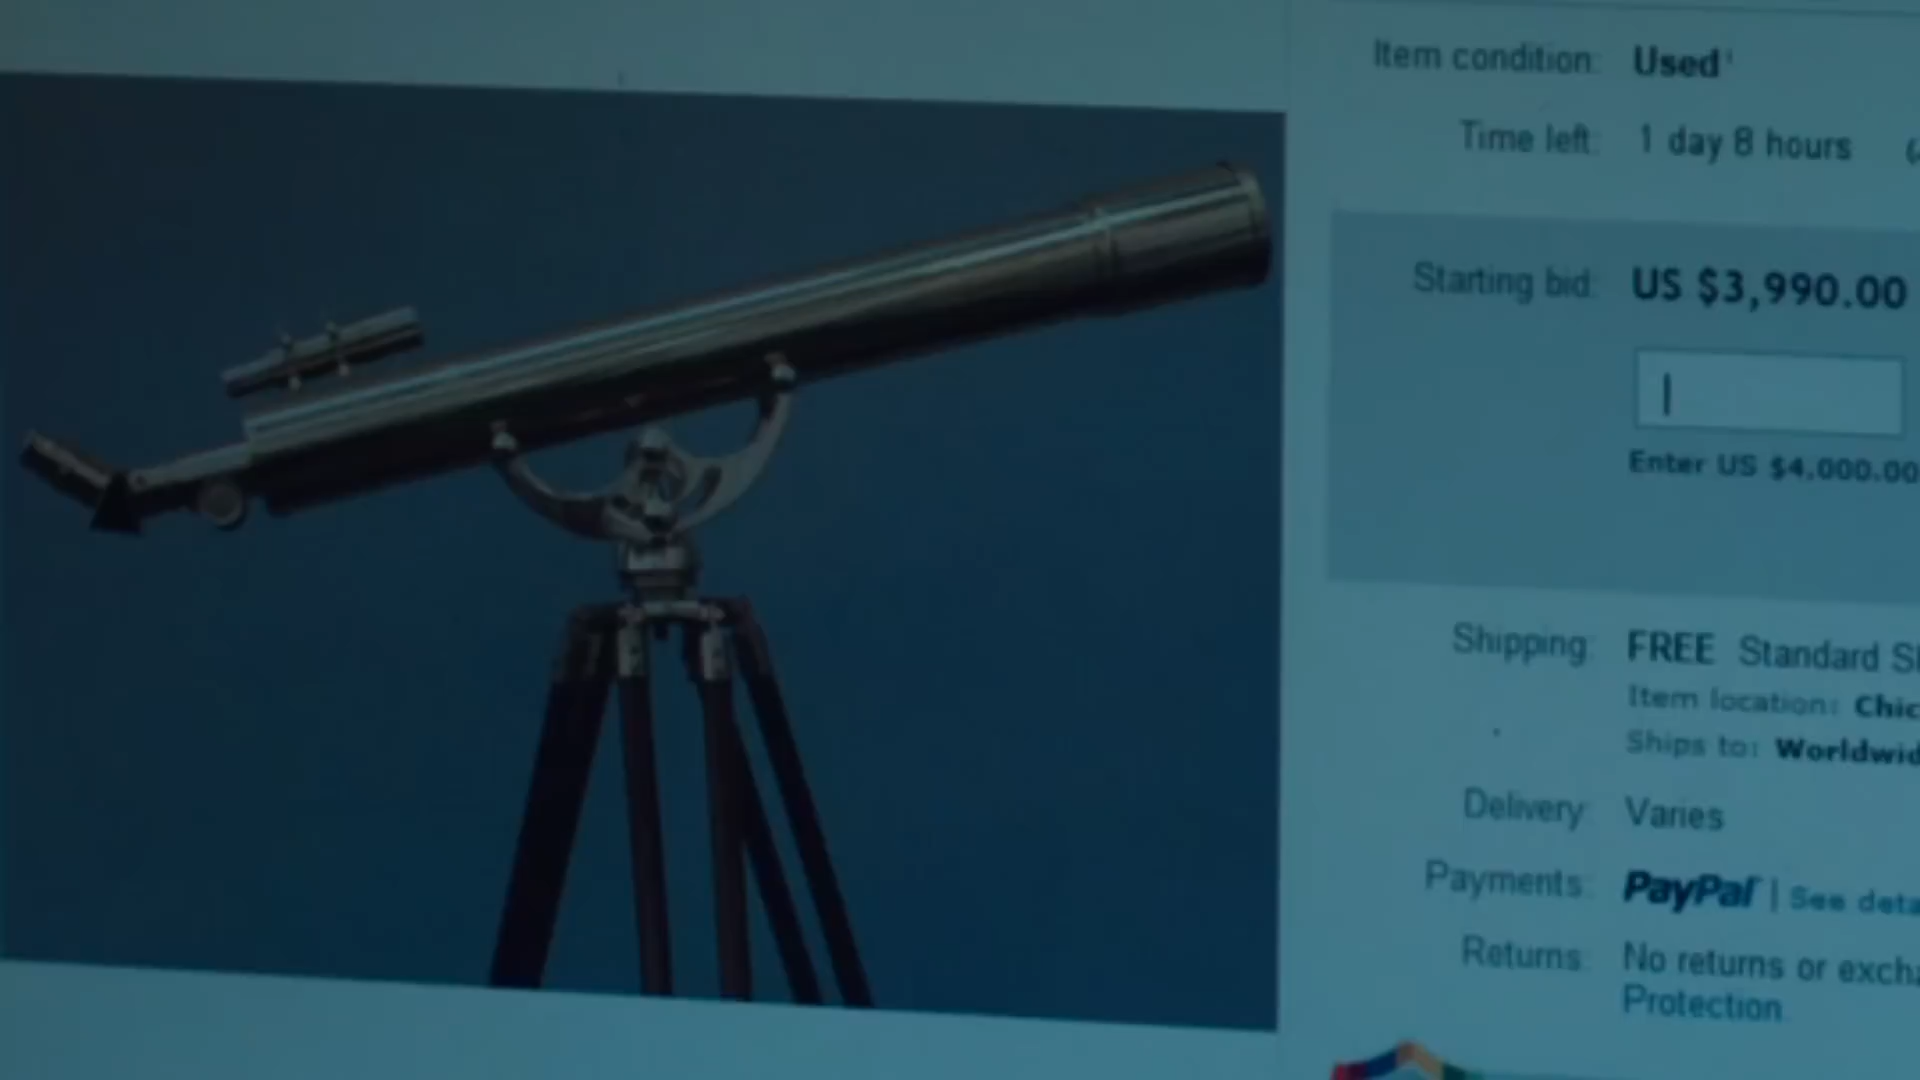 Item condition: Used
Time left: 1 day 8 hours
Starting bid: US $3,990.00
Enter US $4,000.00
Shipping: FREE Standard
Item location:
Ships to:
Delivery: Varies
Payments: PayPal | See
Returns: No returns or
Protection